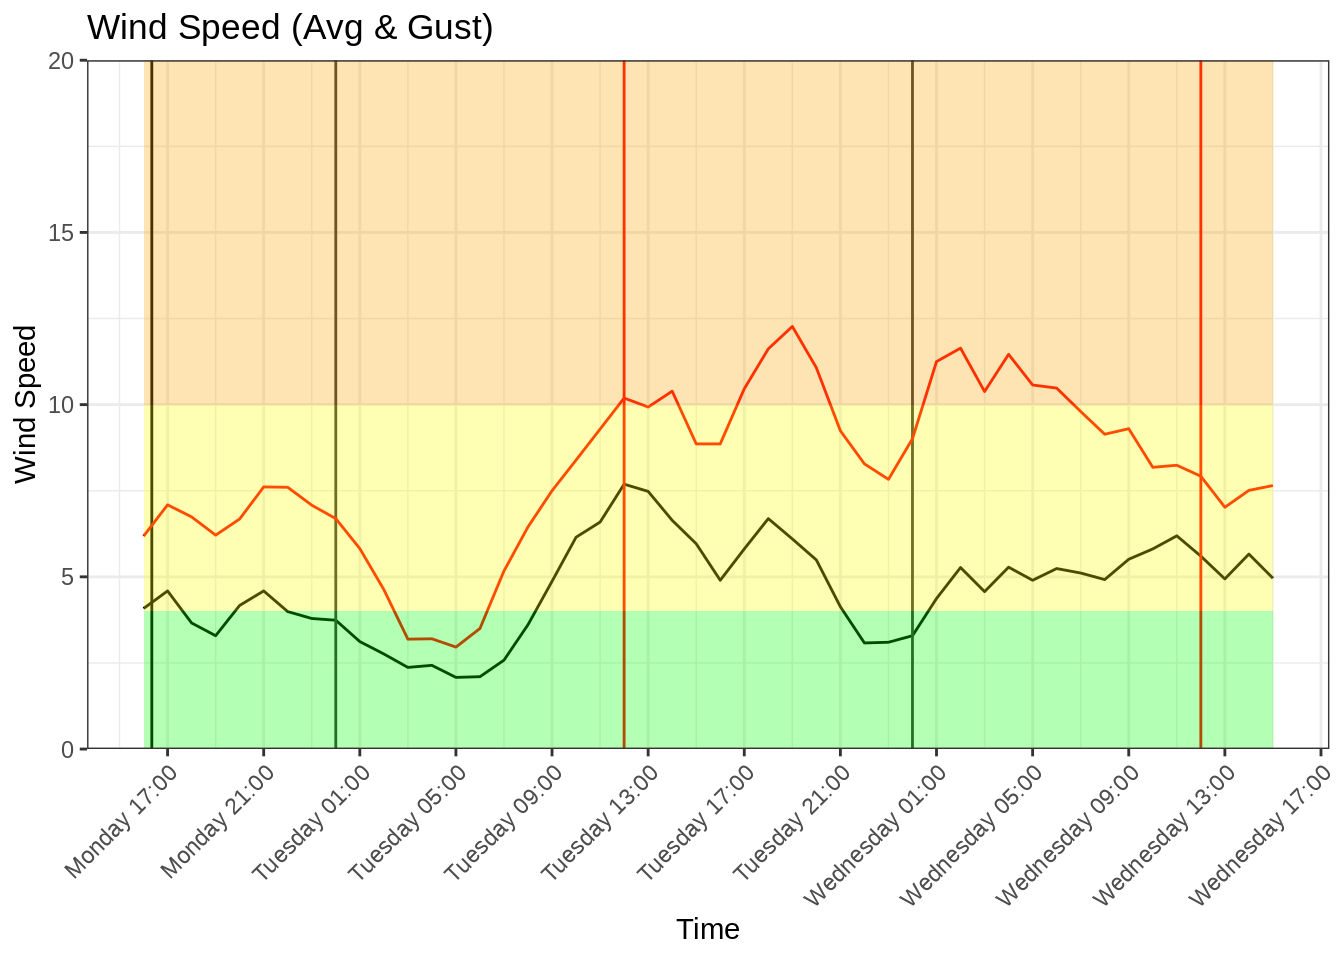 Wind Speed (Avg & Gust)
20
15
10
5
0
Wind Speed
Monday 17:00
Monday 21:00
Tuesday 01:00
Tuesday 05:00
Tuesday 09:00
Tuesday 13:00
Tuesday 17:00
Tuesday 21:00
Wednesday 01:00
Wednesday 05:00
Wednesday 09:00
Wednesday 13:00
Wednesday 17:00
Time